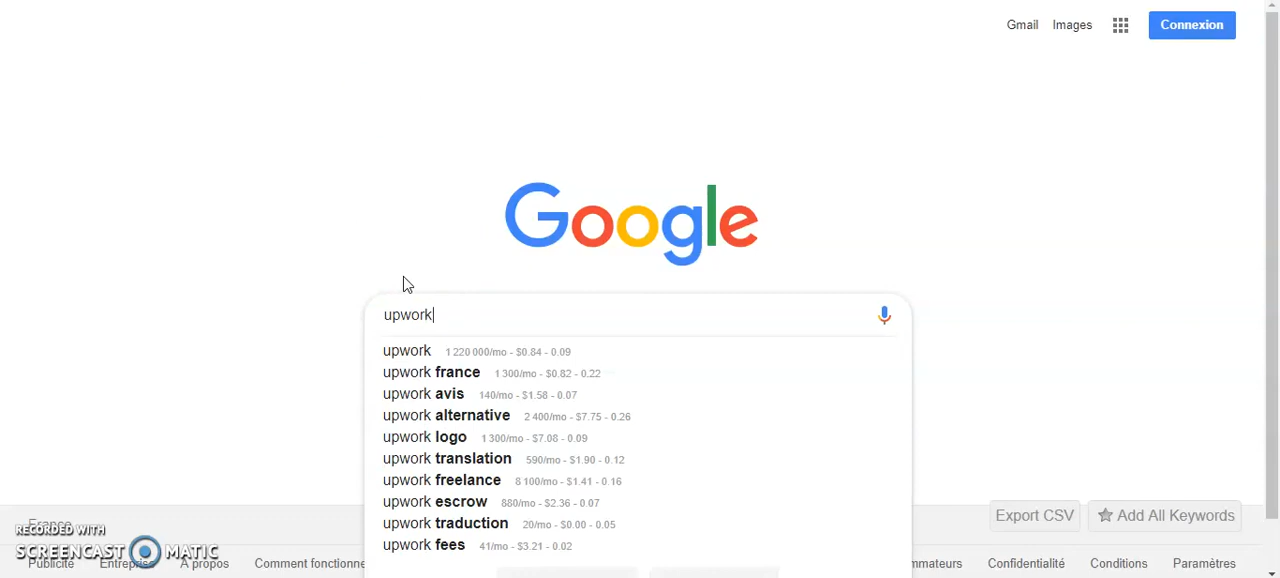 Gmail Images Connexion
Google
upwork
upwork 1 220 000/mo - $0.84 - 0.09
upwork france 1 300/mo - $0.82 - 0.22
upwork avis 140/mo - $1.58 - 0.07
upwork alternative 2 400/mo - $7.75 - 0.26
upwork logo 1 300/mo - $7.08 - 0.09
upwork translation 590/mo - $1.90 - 0.12
upwork freelance 8 100/mo - $1.41 - 0.16
upwork escrow 880/mo - $2.36 - 0.07
upwork traduction 20/mo - $0.00 - 0.05
upwork fees 41/mo - $3.21 - 0.02
Export CSV Add All Keywords
RECORDED WITH
SCREENCAST MATIC
Publicité Entreprise À propos Comment Confidentialité Conditions Paramètres